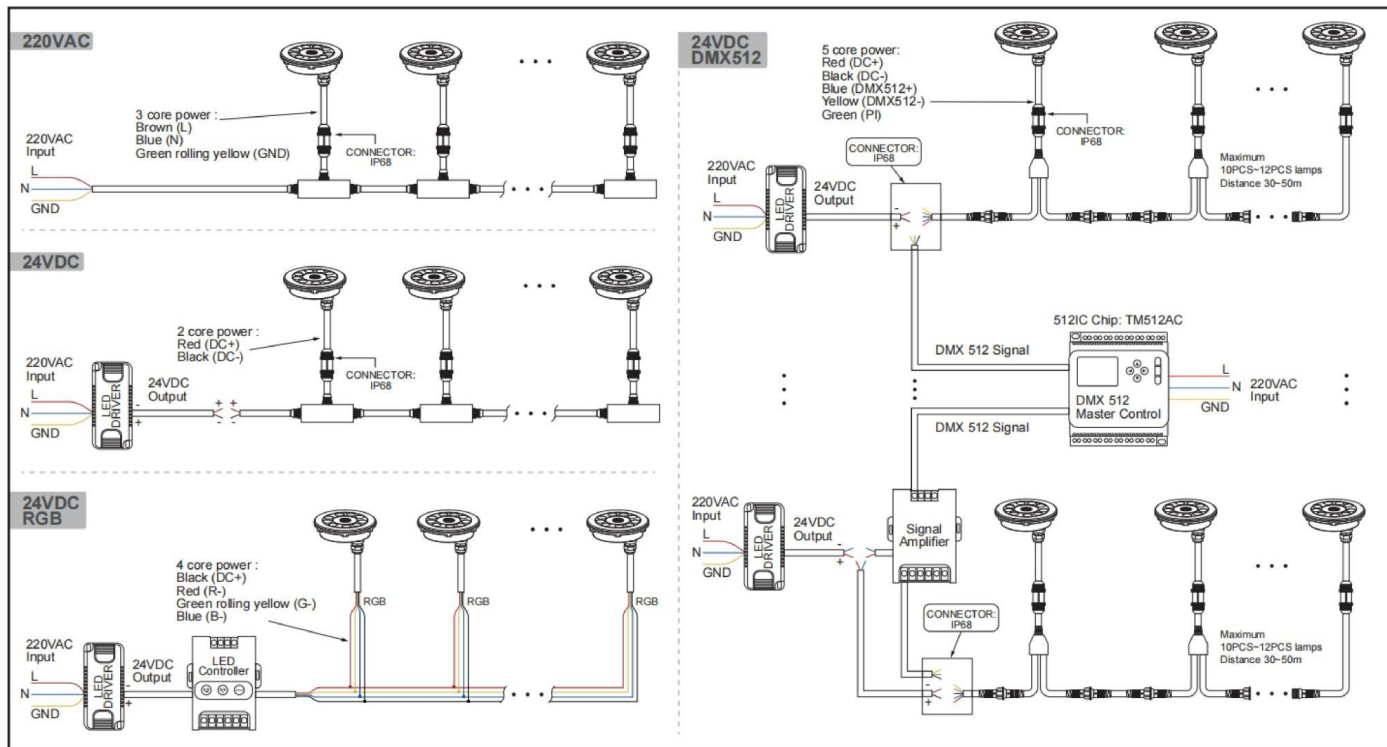 220VAC
3 core power :
Brown (L)
Blue (N)
Green rolling yellow (GND)
CONNECTOR:
IP68
220VAC
Input
L
N
GND
24VDC
2 core power :
Red (DC+)
Black (DC-)
CONNECTOR:
IP68
220VAC
Input
L
N
GND
LED
DRIVER
24VDC
Output
-
+
+ +
- -
24VDC
RGB
4 core power :
Black (DC+)
Red (R-)
Green rolling yellow (G-)
Blue (B-)
RGB
RGB
RGB
220VAC
Input
L
N
GND
LED
DRIVER
24VDC
Output
-
+
LED
Controller
24VDC
DMX512
5 core power:
Red (DC+)
Black (DC-)
Blue (DMX512+)
Yellow (DMX512-)
Green (PI)
CONNECTOR:
IP68
CONNECTOR:
IP68
220VAC
Input
L
N
GND
LED
DRIVER
24VDC
Output
-
+
Maximum
10PCS~12PCS lamps
Distance 30~50m
512IC Chip: TM512AC
DMX 512 Signal
DMX 512
Master Control
L
N
GND
220VAC
Input
DMX 512 Signal
220VAC
Input
L
N
GND
LED
DRIVER
24VDC
Output
-
+
Signal
Amplifier
CONNECTOR:
IP68
-
+
Maximum
10PCS~12PCS lamps
Distance 30~50m